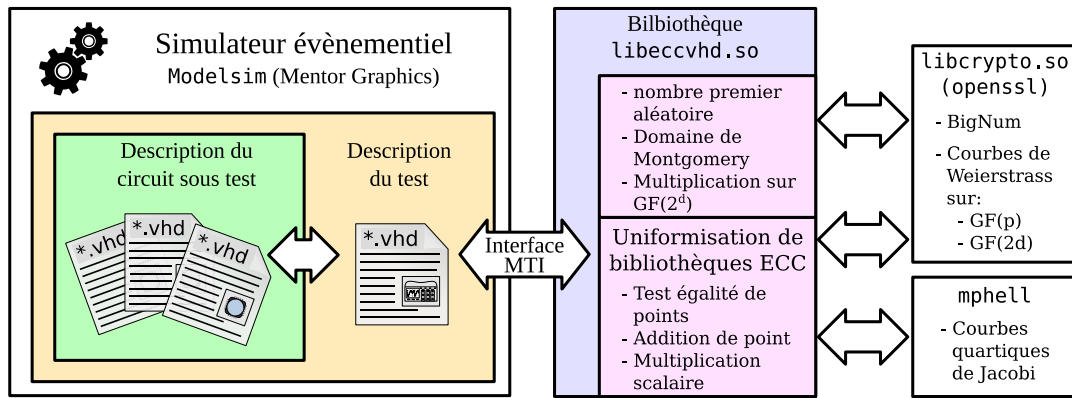 Simulateur évènementiel
Modelsim (Mentor Graphics)
Description du
circuit sous test
*.vhd
*.vhd
*.vhd
Description
du test
*.vhd
Interface
MTI
Bilbiothèque
libeccvhd.so
- nombre premier
aléatoire
- Domaine de
Montgomery
- Multiplication sur
GF(2ᵈ)
Uniformisation de
bibliothèques ECC
- Test égalité de
points
- Addition de point
- Multiplication
scalaire
libcrypto.so
(openssl)
- BigNum
- Courbes de
Weierstrass
sur:
- GF(p)
- GF(2d)
mphell
- Courbes
quartiques
de Jacobi